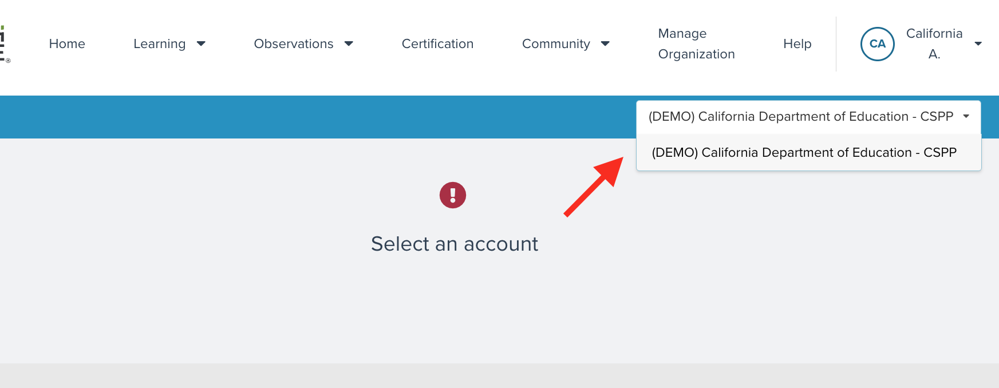 Home
Learning
Observations
Certification
Community
Manage
Organization
Help
CA
California
A.
(DEMO) California Department of Education - CSPP
(DEMO) California Department of Education - CSPP
Select an account